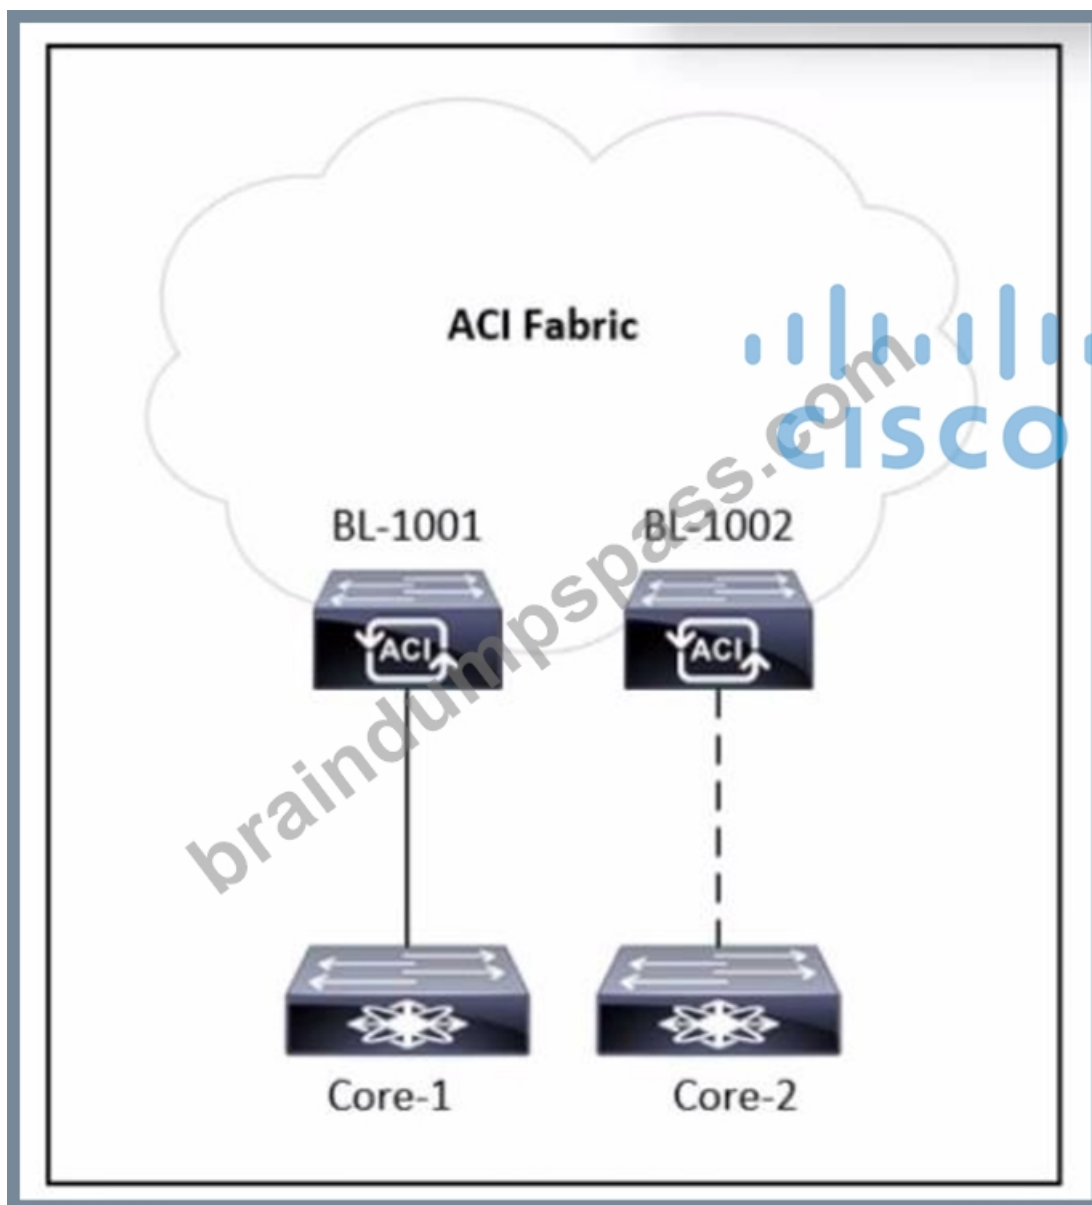 ACI Fabric
CISCO
BL-1001 BL-1002
ACI ACI
braindumpspass.com
Core-1 Core-2